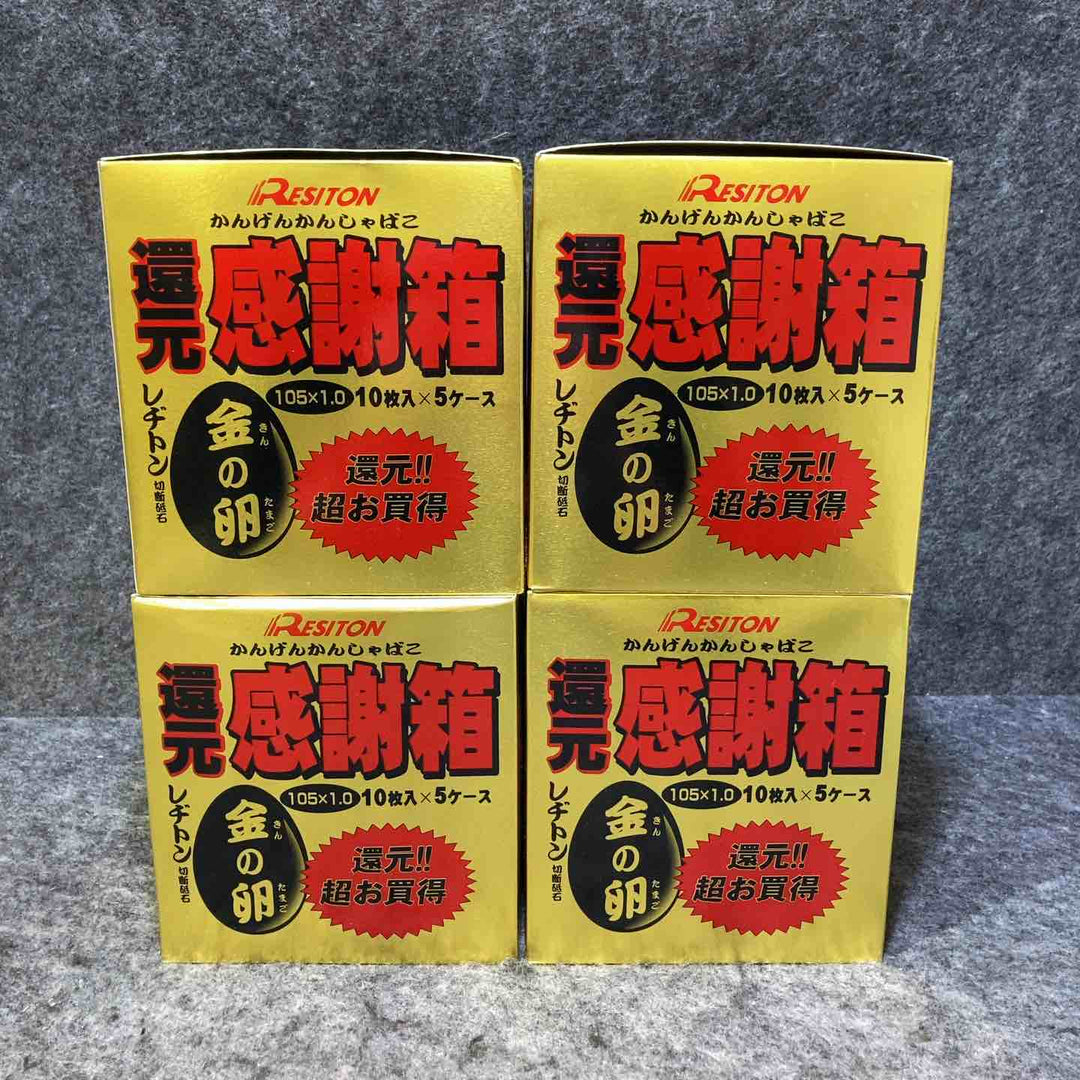 RESITON
かんげんかんしゃばこ
還元 感謝箱
105×1.0 10枚入×5ケース
レヂトン 切断砥石
金の卵
きん たまご
還元!!
超お買得
RESITON
かんげんかんしゃばこ
還元 感謝箱
105×1.0 10枚入×5ケース
レヂトン 切断砥石
金の卵
きん たまご
還元!!
超お買得
RESITON
かんげんかんしゃばこ
還元 感謝箱
105×1.0 10枚入×5ケース
レヂトン 切断砥石
金の卵
きん たまご
還元!!
超お買得
RESITON
かんげんかんしゃばこ
還元 感謝箱
105×1.0 10枚入×5ケース
レヂトン 切断砥石
金の卵
きん たまご
還元!!
超お買得